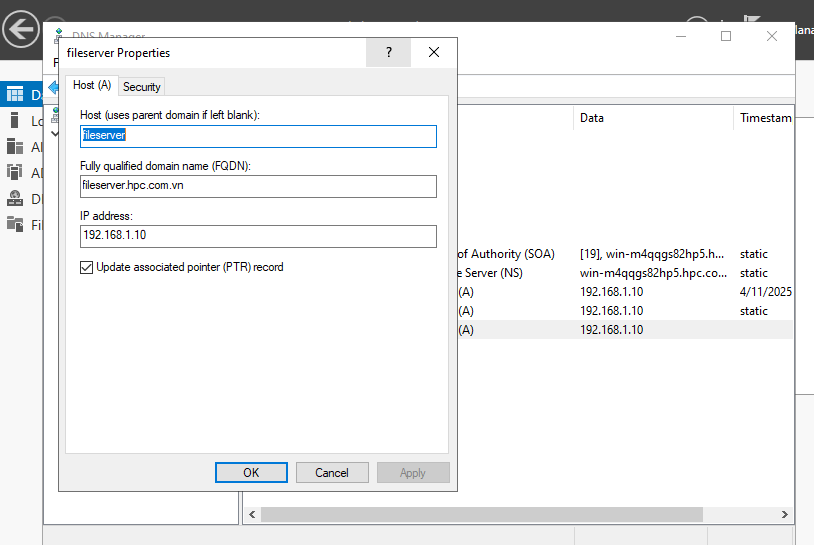 DNS Manager
fileserver Properties
?
Host (A)
Security
Host (uses parent domain if left blank):
fileserver
Fully qualified domain name (FQDN):
fileserver.hpc.com.vn
IP address:
192.168.1.10
Update associated pointer (PTR) record
OK
Cancel
Apply
Data
Timestam
of Authority (SOA)
[19], win-m4qqgs82hp5.h...
static
e Server (NS)
win-m4qqgs82hp5.hpc.co...
static
(A)
192.168.1.10
4/11/2025
(A)
192.168.1.10
static
(A)
192.168.1.10
Da
Lo
Al
Al
Fil